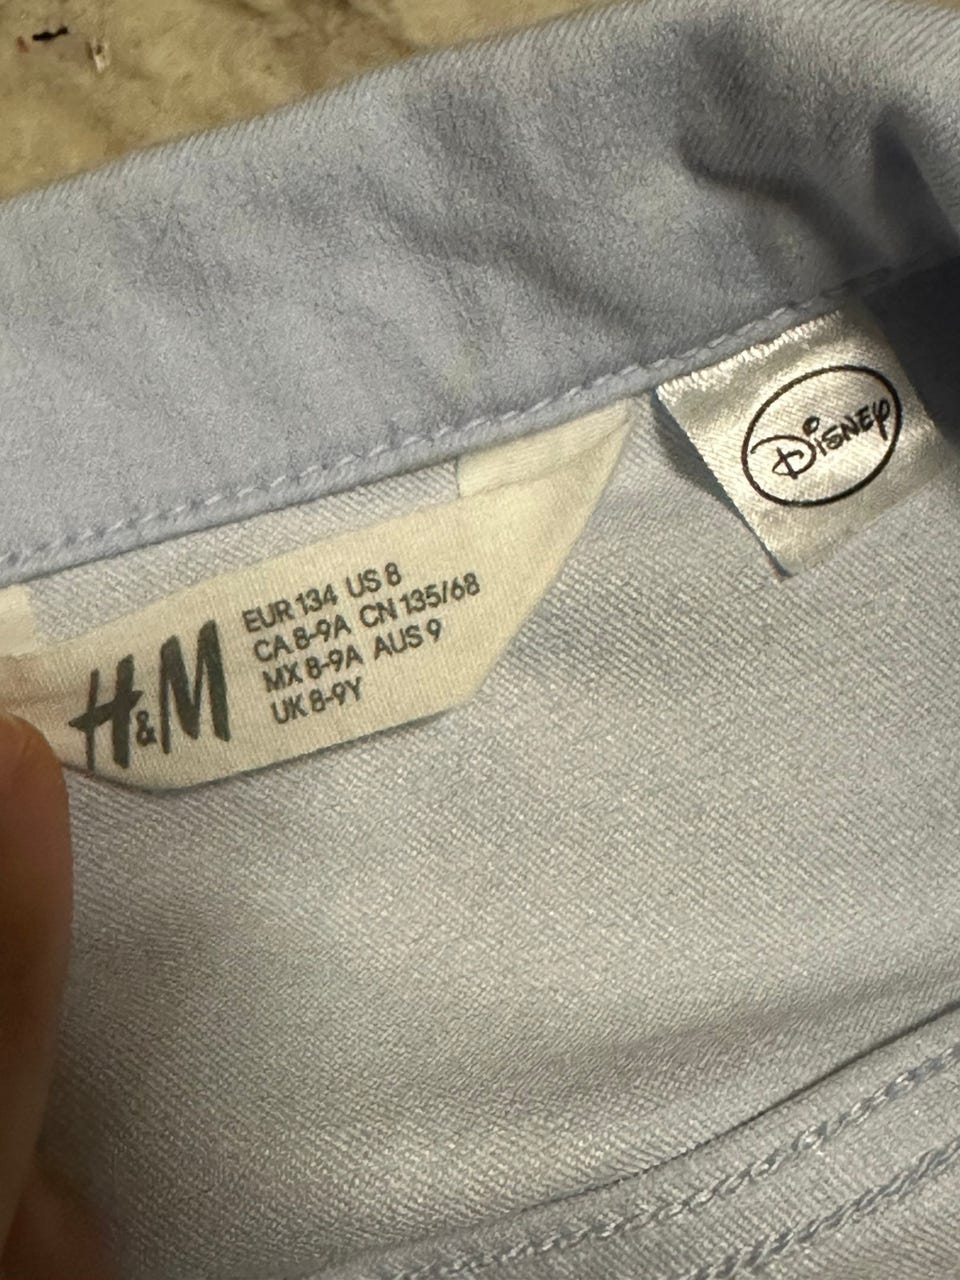 H&M
EUR 134 US 8
CA 8-9A CN 135/68
MX 8-9A AUS 9
UK 8-9Y
DISNEY